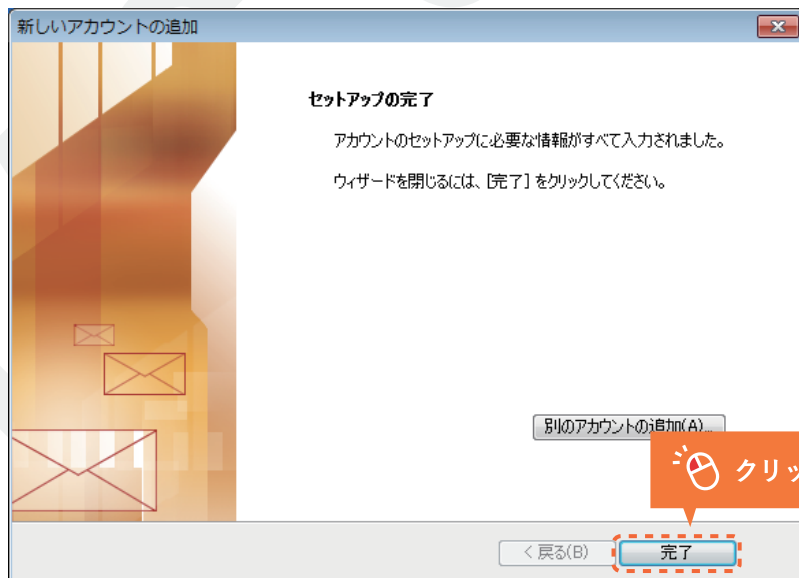 新しいアカウントの追加
セットアップの完了
アカウントのセットアップに必要な情報がすべて入力されました。
ウィザードを閉じるには、[完了] をクリックしてください。
別のアカウントの追加(A)...
クリッ
< 戻る(B)
完了